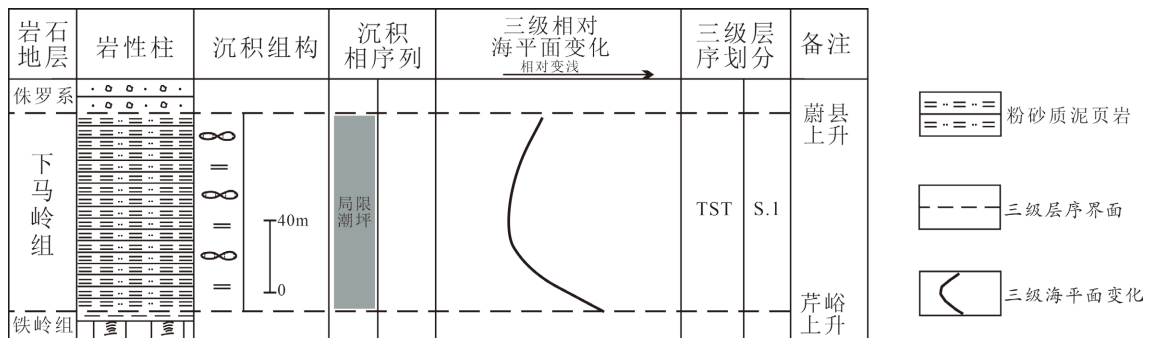 岩石
地层
岩性柱
沉积组构
沉积
相序列
三级相对
海平面变化
相对变浅
三级层
序划分
备注
侏罗系
蔚县
上升
下马岭组
局限
潮坪
40m
0
TST
S.1
铁岭组
芹峪
上升
粉砂质泥页岩
三级层序界面
三级海平面变化